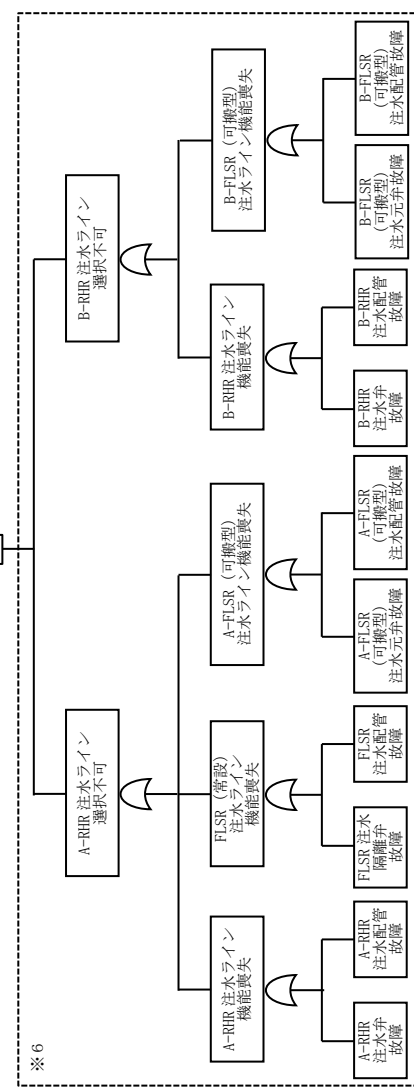 ※6
A-RHR 注水ライン
選択不可
B-RHR 注水ライン
選択不可
A-RHR 注水ライン
機能喪失
FLSR（常設）
注水ライン
機能喪失
A-FLSR（可搬型）
注水ライン機能喪失
B-RHR 注水ライン
機能喪失
B-FLSR（可搬型）
注水ライン機能喪失
A-RHR
注水弁
故障
A-RHR
注水配管
故障
FLSR 注水
隔離弁
故障
FLSR
注水配管
故障
A-FLSR
（可搬型）
注水元弁故障
A-FLSR
（可搬型）
注水配管故障
B-RHR
注水弁
故障
B-RHR
注水配管
故障
B-FLSR
（可搬型）
注水元弁故障
B-FLSR
（可搬型）
注水配管故障